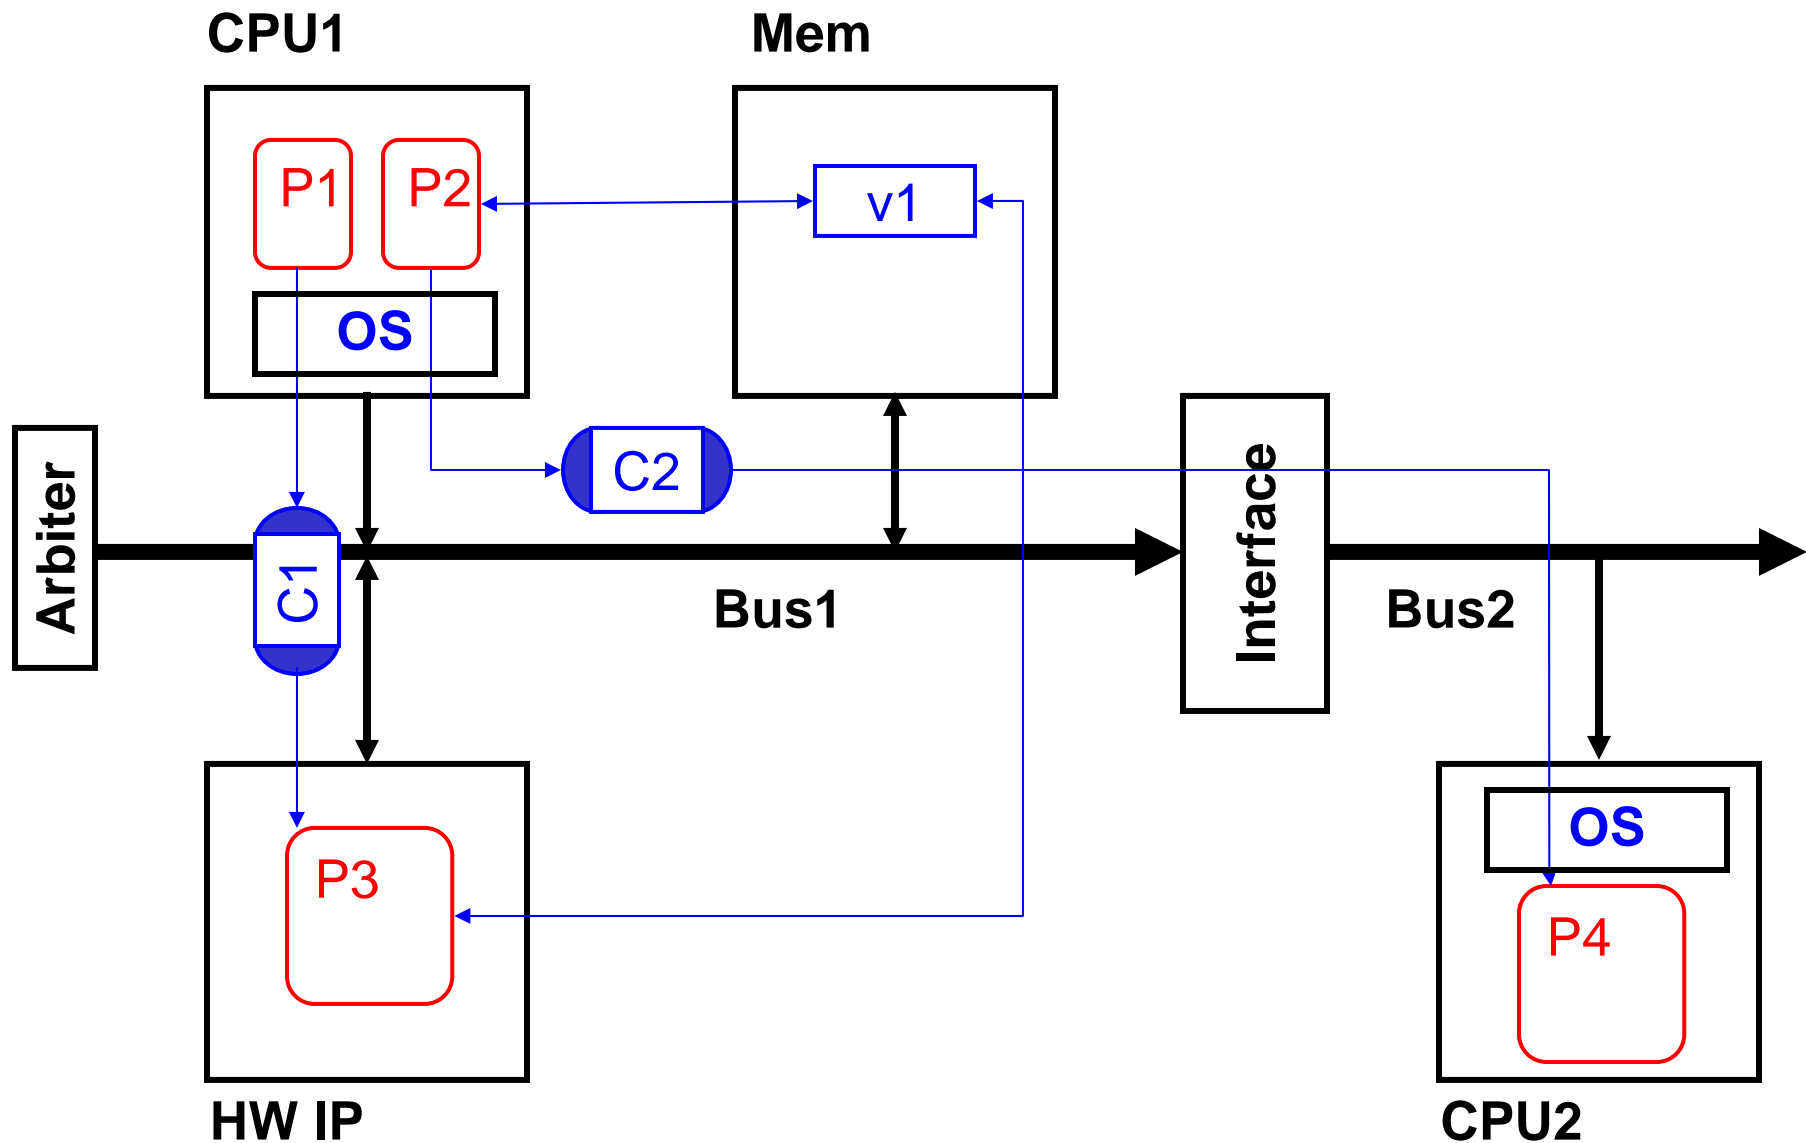 CPU1
Mem
P1
P2
v1
OS
C2
Arbiter
C1
Interface
Bus1
Bus2
OS
P3
P4
HW IP
CPU2